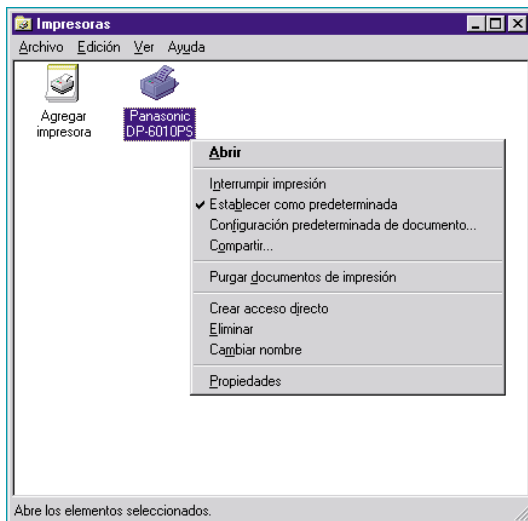 Impresoras
Archivo Edición Ver Ayuda
Agregar
impresora
Panasonic
DP-6010PS
Abrir
Interrumpir impresión
Establecer como predeterminada
Configuración predeterminada de documento...
Compartir...
Purgar documentos de impresión
Crear acceso directo
Eliminar
Cambiar nombre
Propiedades
Abre los elementos seleccionados.